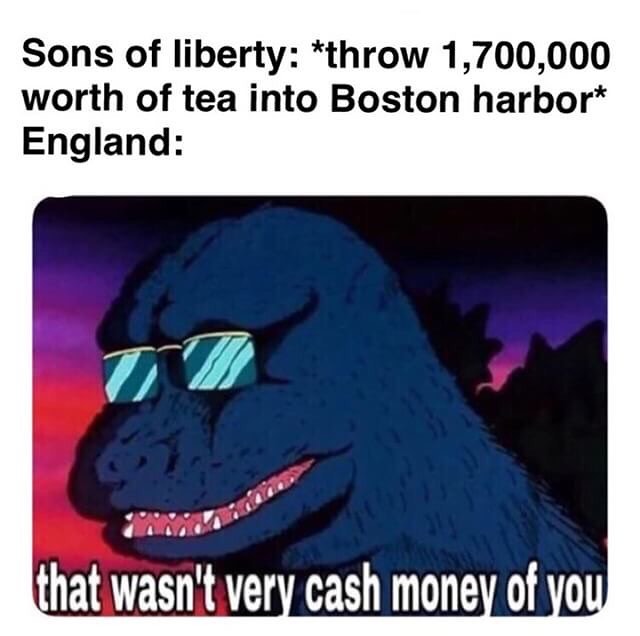 Sons of liberty: *throw 1,700,000
worth of tea into Boston harbor*
England:
that wasn't very cash money of you